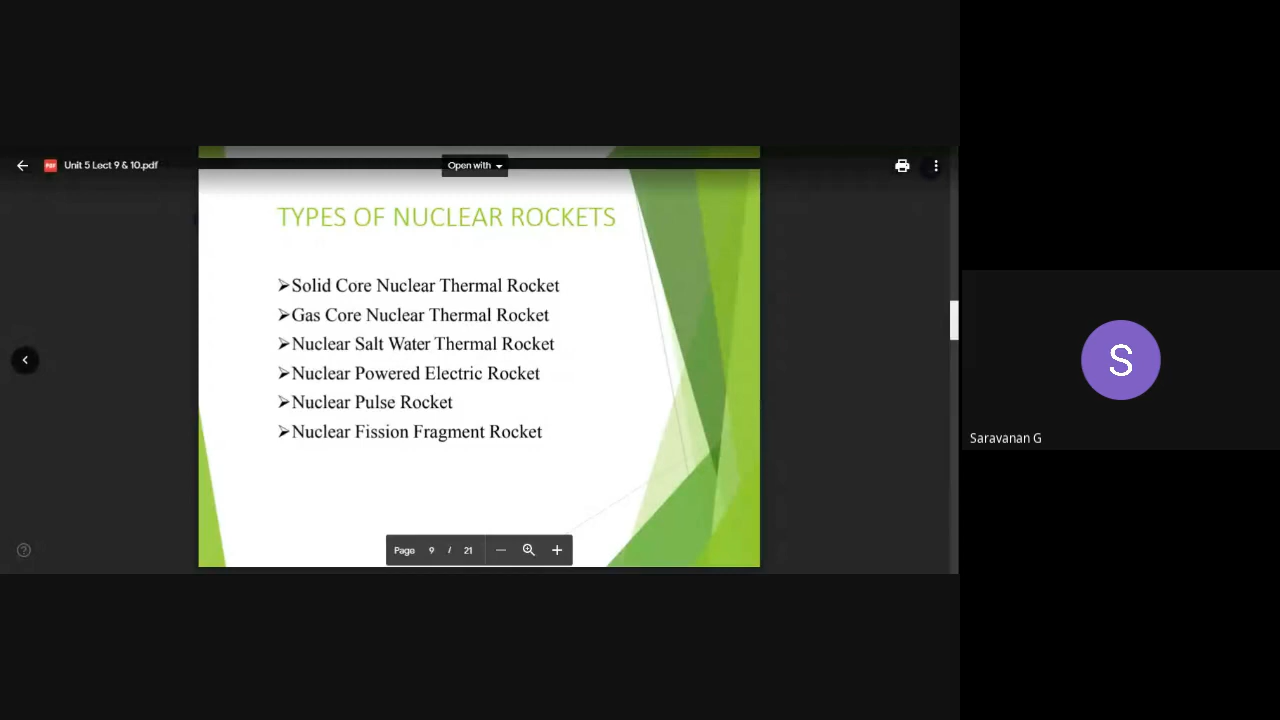 Unit 5 Lect 9 & 10.pdf
Open with
TYPES OF NUCLEAR ROCKETS
➢Solid Core Nuclear Thermal Rocket
➢Gas Core Nuclear Thermal Rocket
➢Nuclear Salt Water Thermal Rocket
➢Nuclear Powered Electric Rocket
➢Nuclear Pulse Rocket
➢Nuclear Fission Fragment Rocket
Page 9 / 21
S
Saravanan G